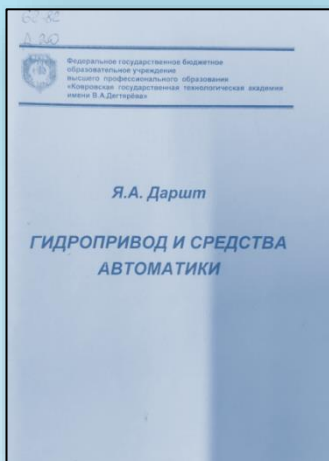 Федеральное государственное бюджетное
образовательное учреждение
высшего профессионального образования
«Ковровская государственная технологическая академия
имени В.А.Дегтярёва»
Я.А. Даршт
ГИДРОПРИВОД И СРЕДСТВА
АВТОМАТИКИ